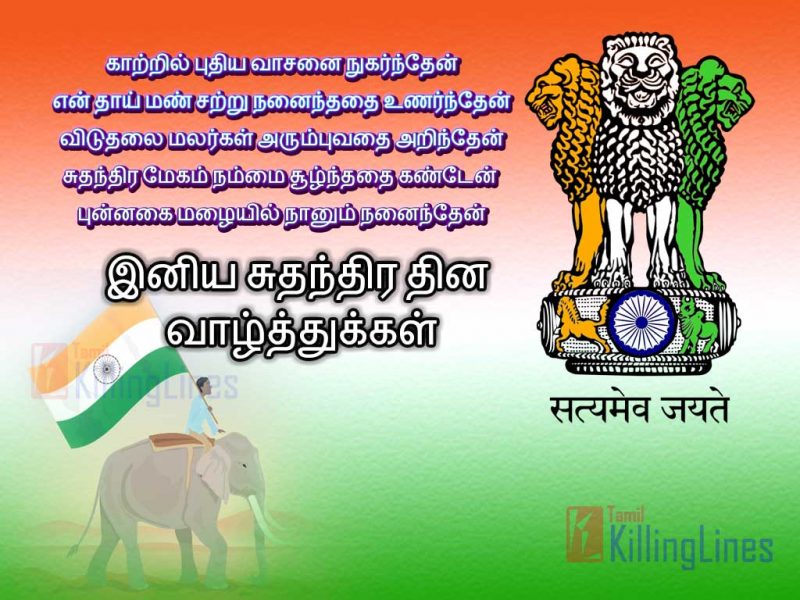 காற்றில் புதிய வாசனை நுகர்ந்தேன்
என் தாய் மண் சற்று நனைந்ததை உணர்ந்தேன்
விடுதலை மலர்கள் அரும்புவதை அறிந்தேன்
சுதந்திர மேகம் நம்மை சூழ்ந்ததை கண்டேன்
புன்னகை மழையில் நானும் நனைந்தேன்
இனிய சுதந்திர தின
வாழ்த்துக்கள்
Tamil
KillingLines
सत्यमेव जयते
Tamil
KillingLines